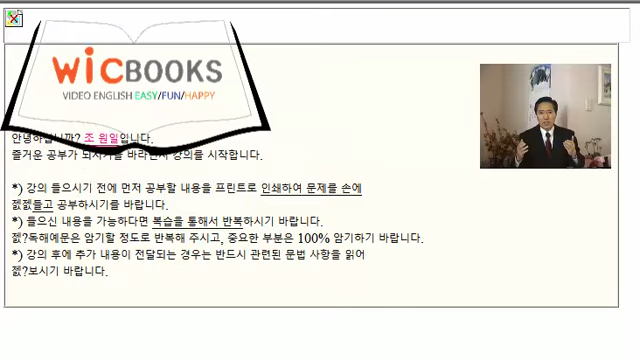 WiCBOOKS
VIDEO ENGLISH EASY/FUN/HAPPY
안녕하십니까? 조 원일입니다.
즐거운 공부가 되시기를 바라면서 강의를 시작합니다.
*) 강의 들으시기 전에 먼저 공부할 내용을 프린트로 인쇄하여 문제를 손에
젮젮들고 공부하시기를 바랍니다.
*) 들으신 내용을 가능하다면 복습을 통해서 반복하시기 바랍니다.
젮?독해예문은 암기할 정도로 반복해 주시고, 중요한 부분은 100% 암기하기 바랍니다.
*) 강의 후에 추가 내용이 전달되는 경우는 반드시 관련된 문법 사항을 읽어
젮?보시기 바랍니다.